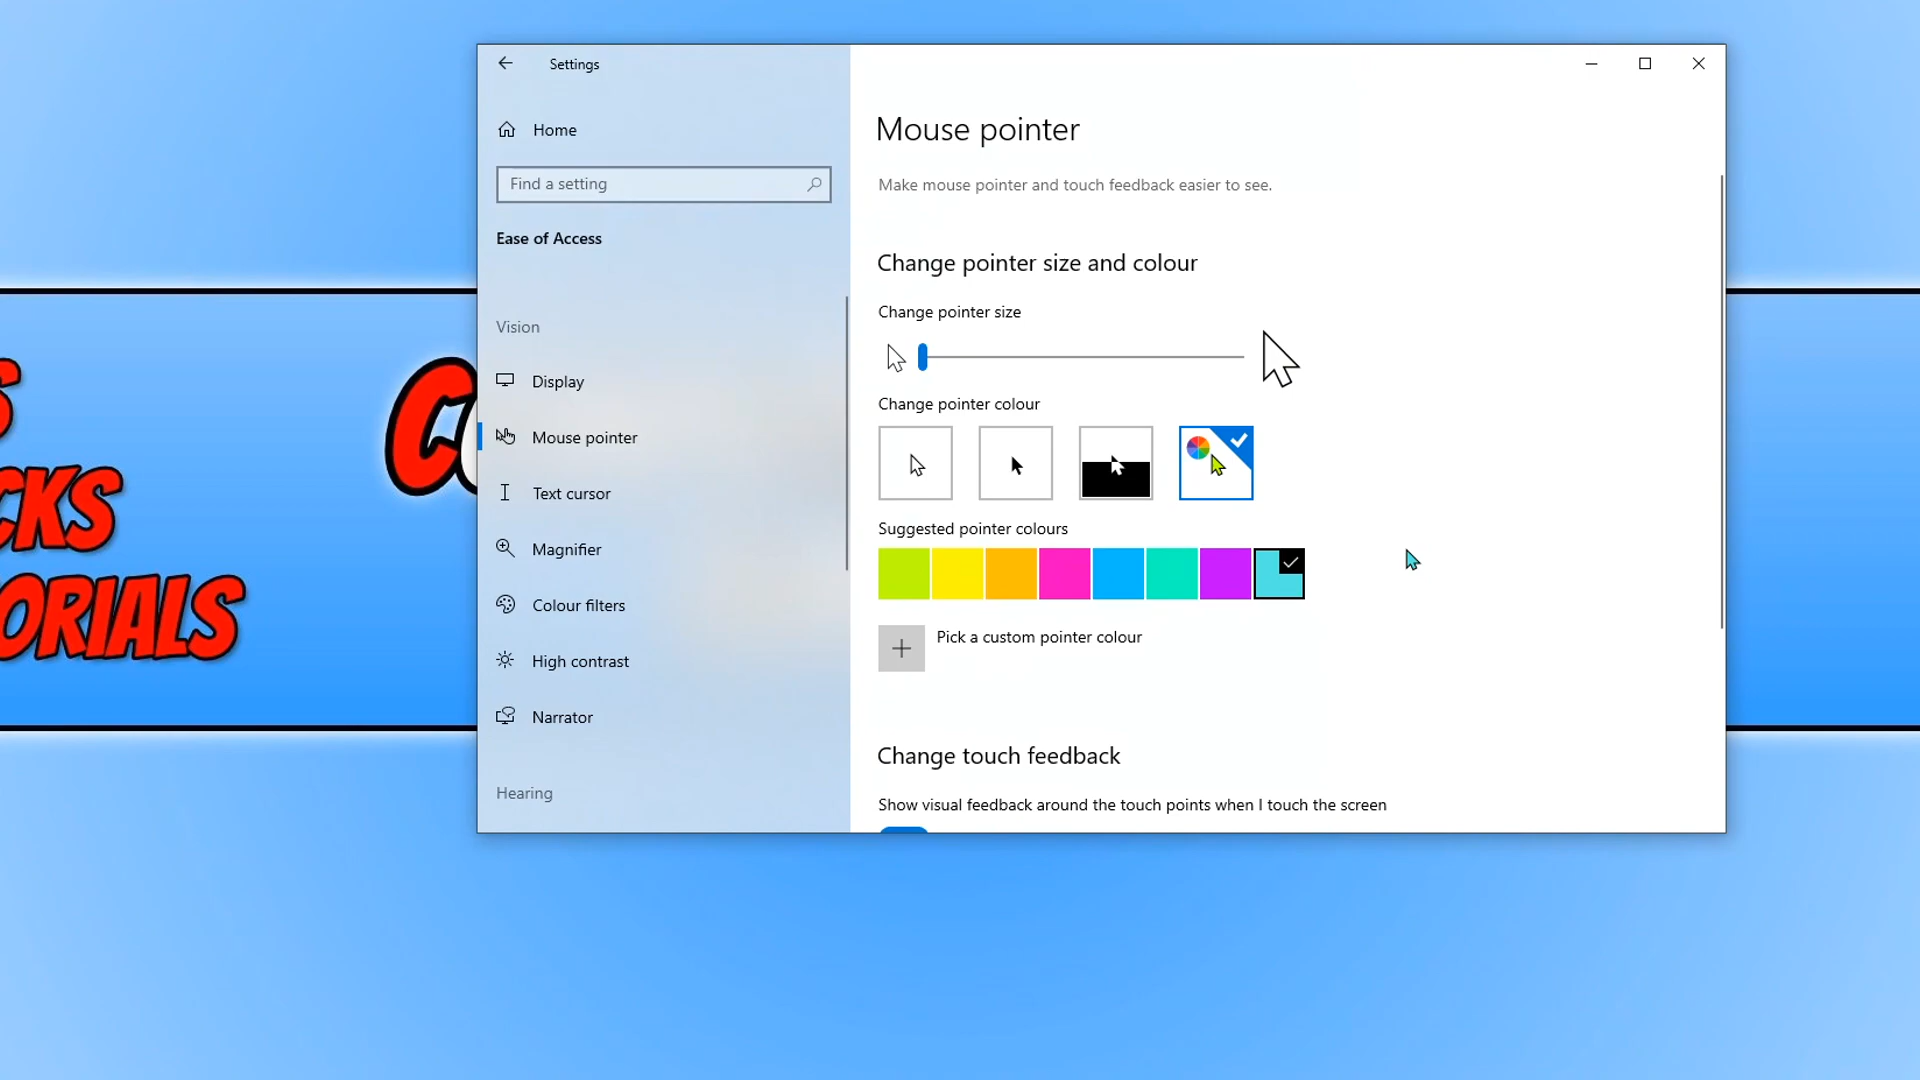 Settings
Home
Find a setting
Ease of Access
Vision
Display
Mouse pointer
Text cursor
Magnifier
Colour filters
High contrast
Narrator
Hearing
Mouse pointer
Make mouse pointer and touch feedback easier to see.
Change pointer size and colour
Change pointer size
Change pointer colour
Suggested pointer colours
Pick a custom pointer colour
Change touch feedback
Show visual feedback around the touch points when I touch the screen